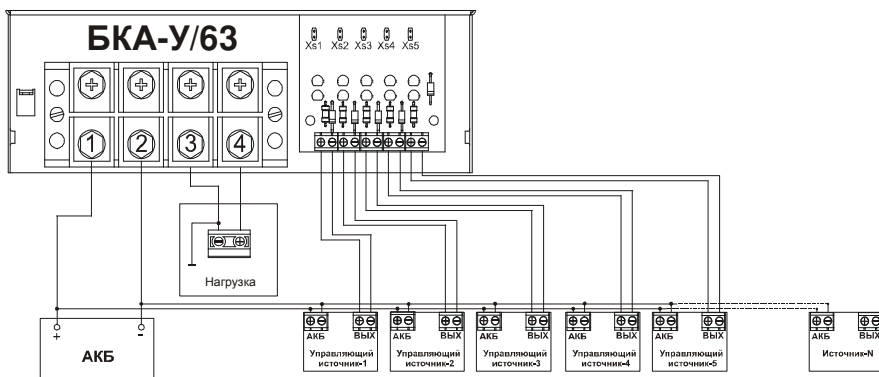 БКА-У/63
Xs1 Xs2 Xs3 Xs4 Xs5
1 2 3 4
Нагрузка
+ -
АКБ
АКБ ВЫХ
Управляющий
источник-1
АКБ ВЫХ
Управляющий
источник-2
АКБ ВЫХ
Управляющий
источник-3
АКБ ВЫХ
Управляющий
источник-4
АКБ ВЫХ
Управляющий
источник-5
АКБ ВЫХ
Источник-N